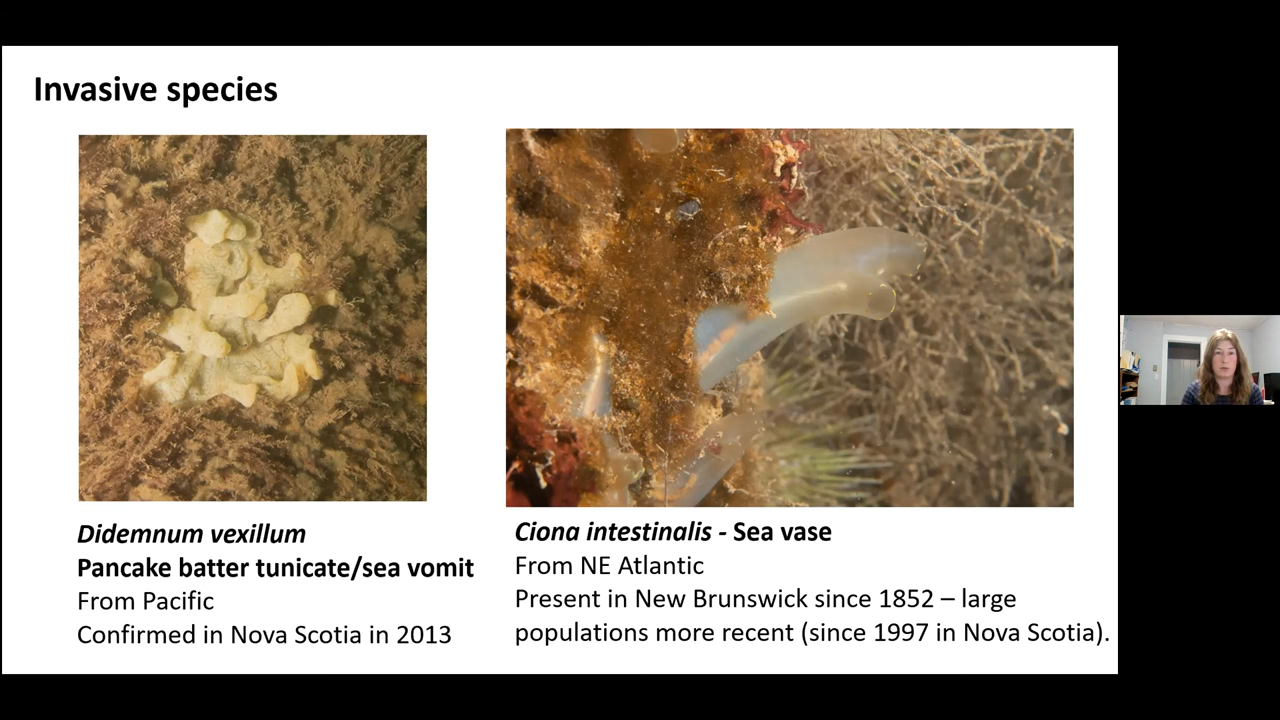 Invasive species
Didemnum vexillum
Pancake batter tunicate/sea vomit
From Pacific
Confirmed in Nova Scotia in 2013
Ciona intestinalis - Sea vase
From NE Atlantic
Present in New Brunswick since 1852 – large
populations more recent (since 1997 in Nova Scotia).